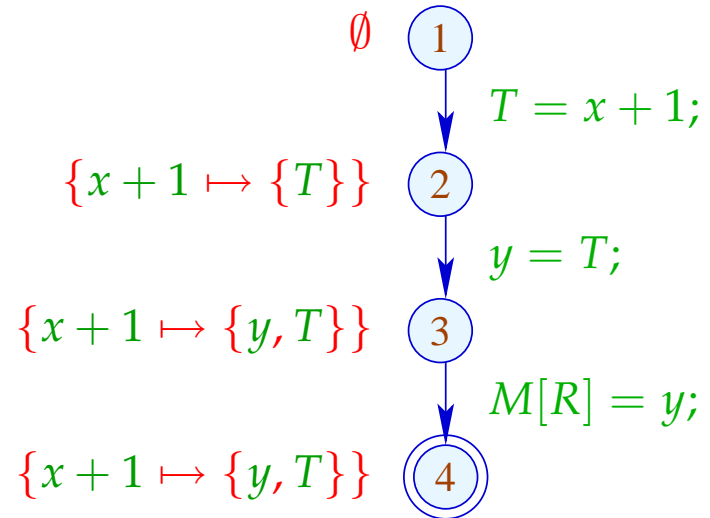 ∅ 1
T = x + 1;
{x + 1 ↦ {T}} 2
y = T;
{x + 1 ↦ {y, T}} 3
M[R] = y;
{x + 1 ↦ {y, T}} 4